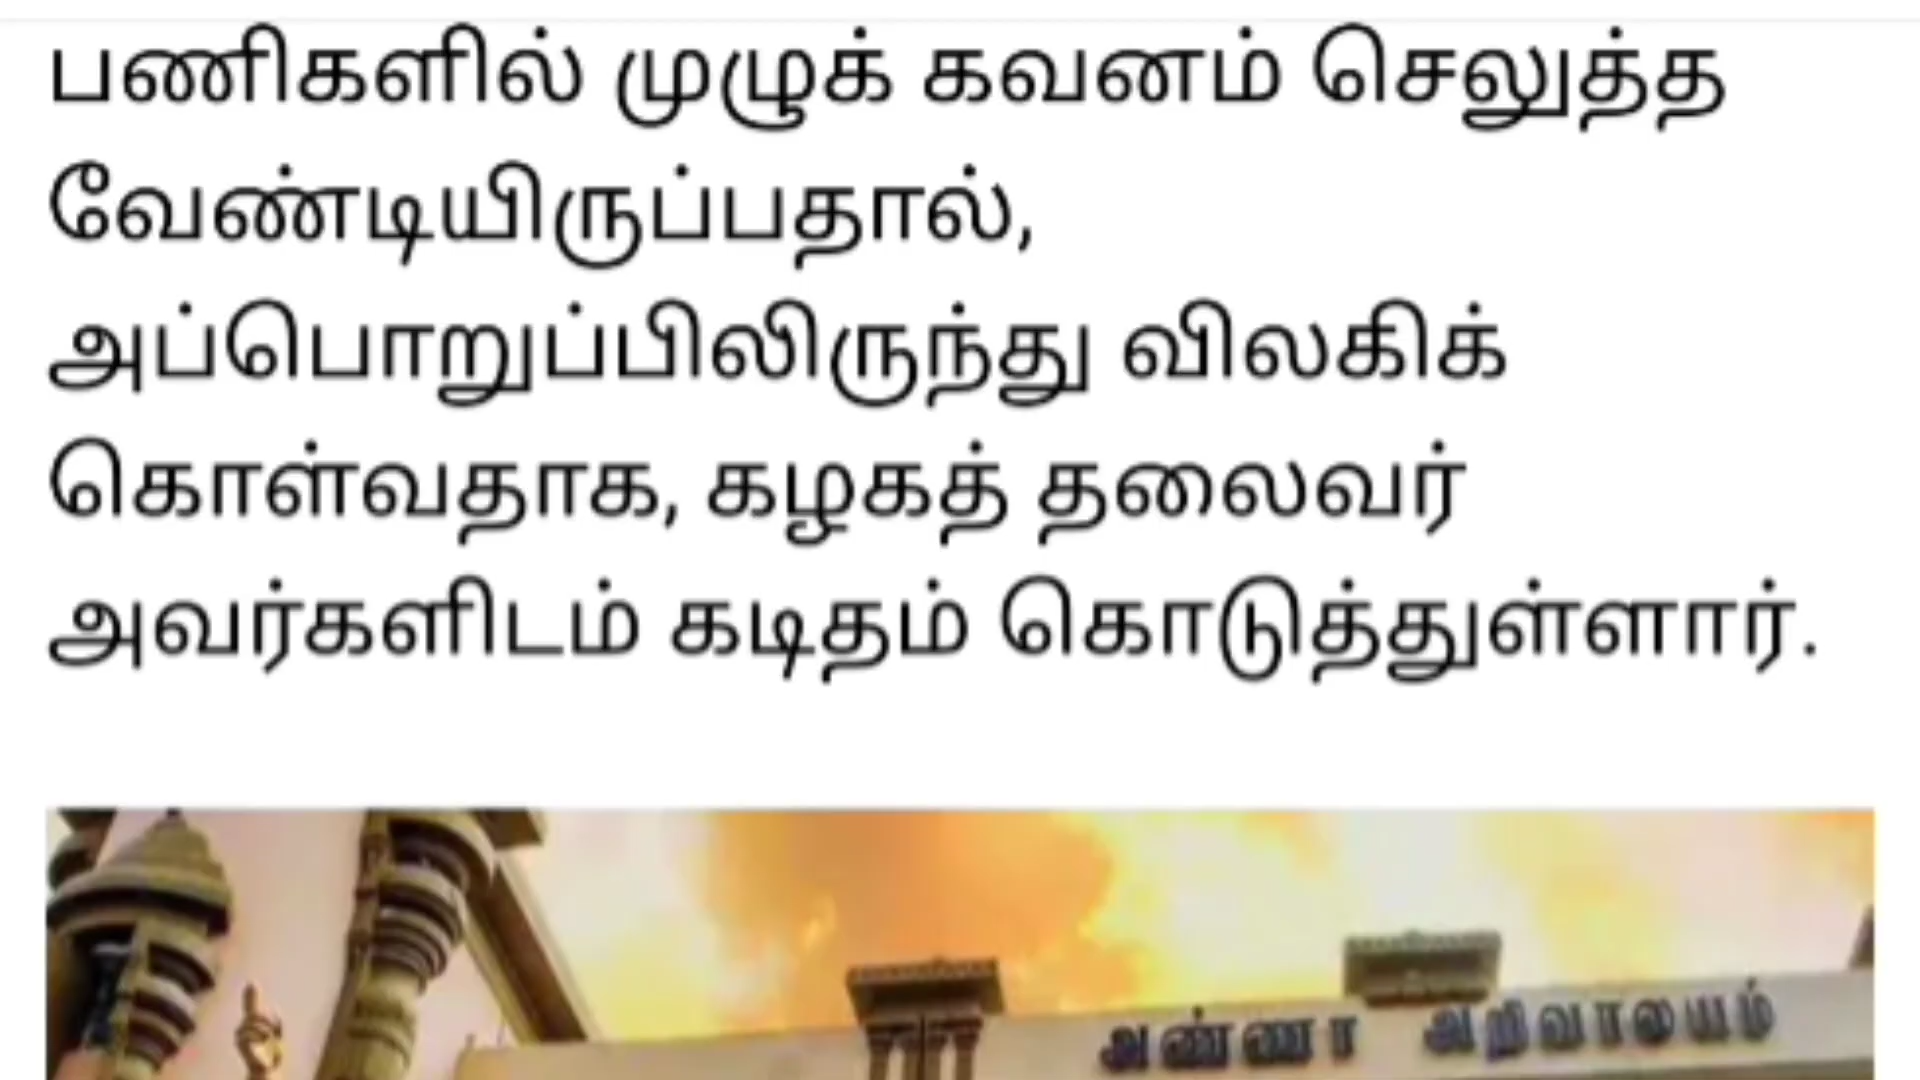 பணிகளில் முழுக் கவனம் செலுத்த
வேண்டியிருப்பதால்,
அப்பொறுப்பிலிருந்து விலகிக்
கொள்வதாக, கழகத் தலைவர்
அவர்களிடம் கடிதம் கொடுத்துள்ளார்.
அண்ணா அறிவாலயம்